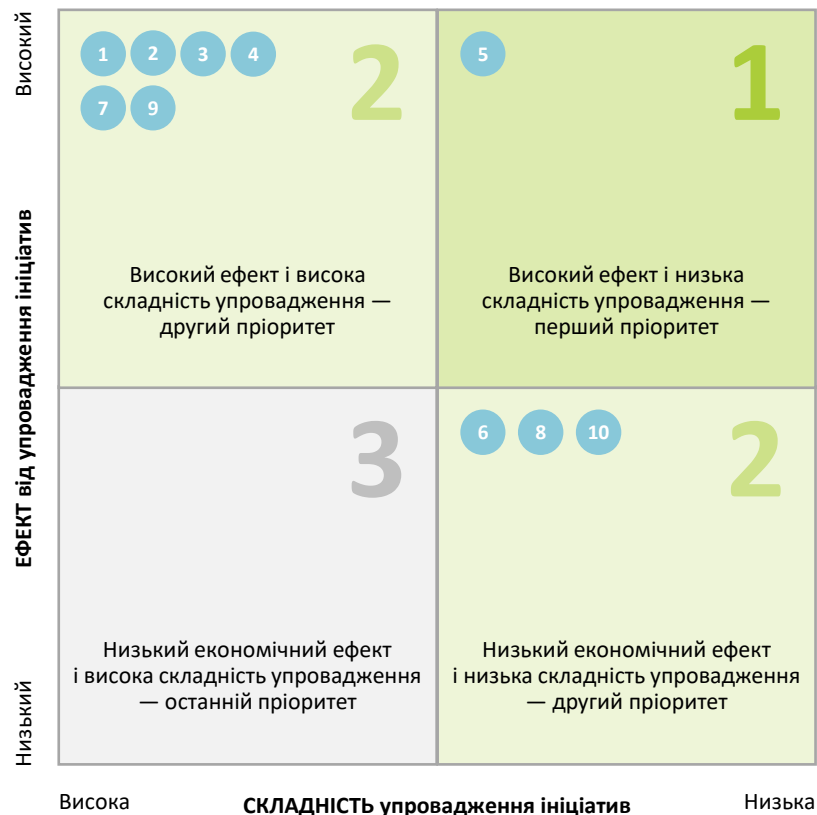 Високий
ЕФЕКТ від упровадження ініціатив
Низький
1 2 3 4
7 9
2
Високий ефект і висока
складність упровадження —
другий пріоритет
5
1
Високий ефект і низька
складність упровадження —
перший пріоритет
3
Низький економічний ефект
і висока складність упровадження
— останній пріоритет
6 8 10
2
Низький економічний ефект
і низька складність упровадження
— другий пріоритет
Висока
СКЛАДНІСТЬ упровадження ініціатив
Низька